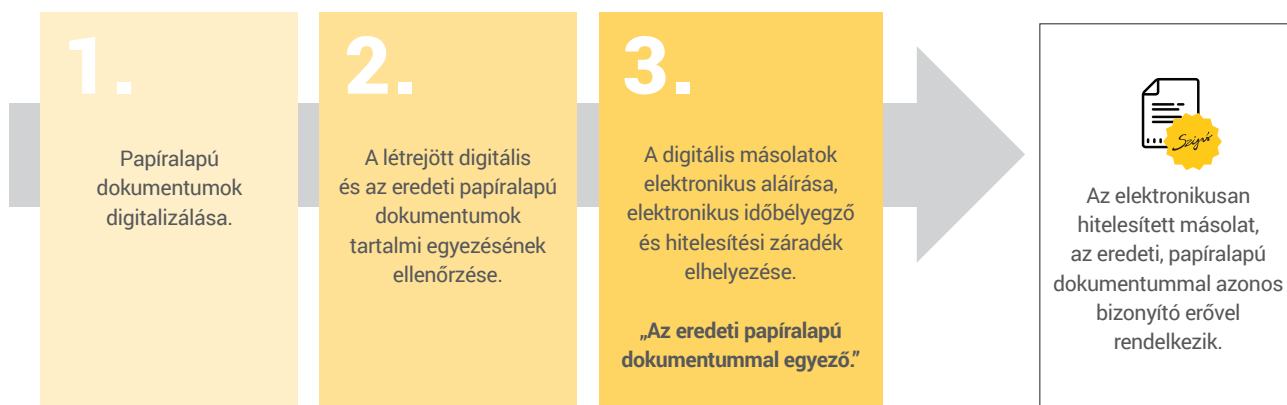 1.
Papíralapú
dokumentumok
digitalizálása.
2.
A létrejött digitális
és az eredeti papíralapú
dokumentumok
tartalmi egyezésének
ellenőrzése.
3.
A digitális másolatok
elektronikus aláírása,
elektronikus időbélyegző
és hitelesítési záradék
elhelyezése.
„Az eredeti papíralapú
dokumentummal egyező.”
Az elektronikusan
hitelesített másolat,
az eredeti, papíralapú
dokumentummal azonos
bizonyító erővel
rendelkezik.